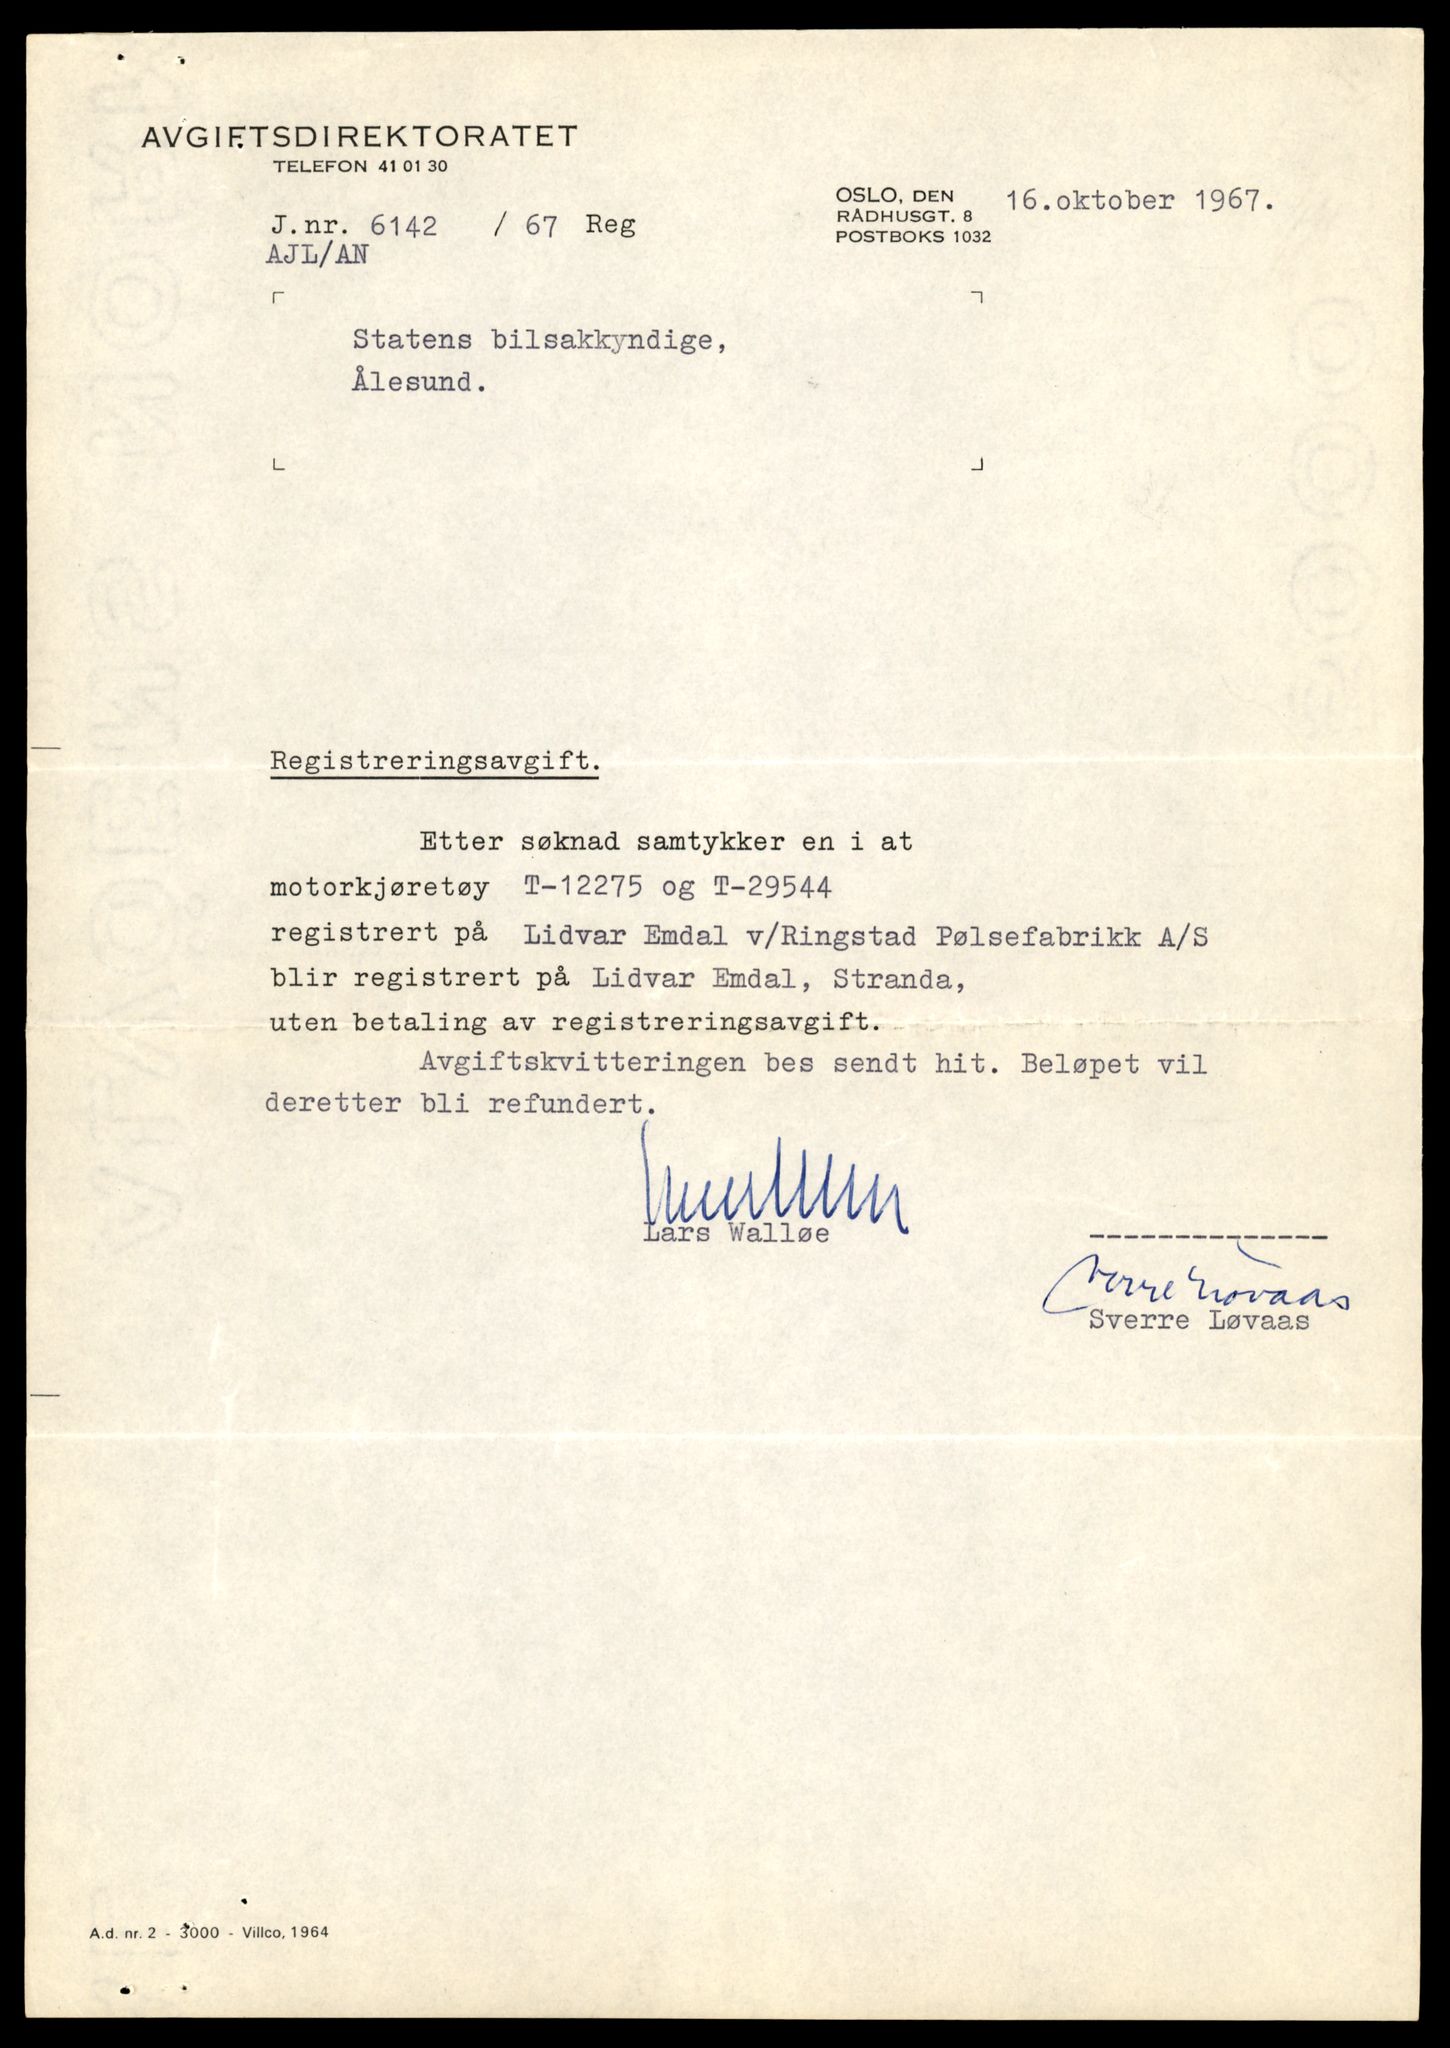 AVGIFTSDIREKTORATET
TELEFON 41 01 30
OSLO, DEN 16.oktober 1967.
RÅDHUSGT. 8
POSTBOKS 1032
J.nr. 6142 / 67 Reg
AJL/AN
Statens bilsakkyndige,
Ålesund.
Registreringsavgift.
Etter søknad samtykker en i at
motorkjøretøy T-12275 og T-29544
registrert på Lidvar Emdal v/Ringstad Pølsefabrikk A/S
blir registrert på Lidvar Emdal, Stranda,
uten betaling av registreringsavgift.
Avgiftskvitteringen bes sendt hit. Beløpet vil
deretter bli refundert.
Lars Walløe
--------------
Sverre Løvaas
Sverre Løvaas
A.d. nr. 2 - 3000 - Villco, 1964